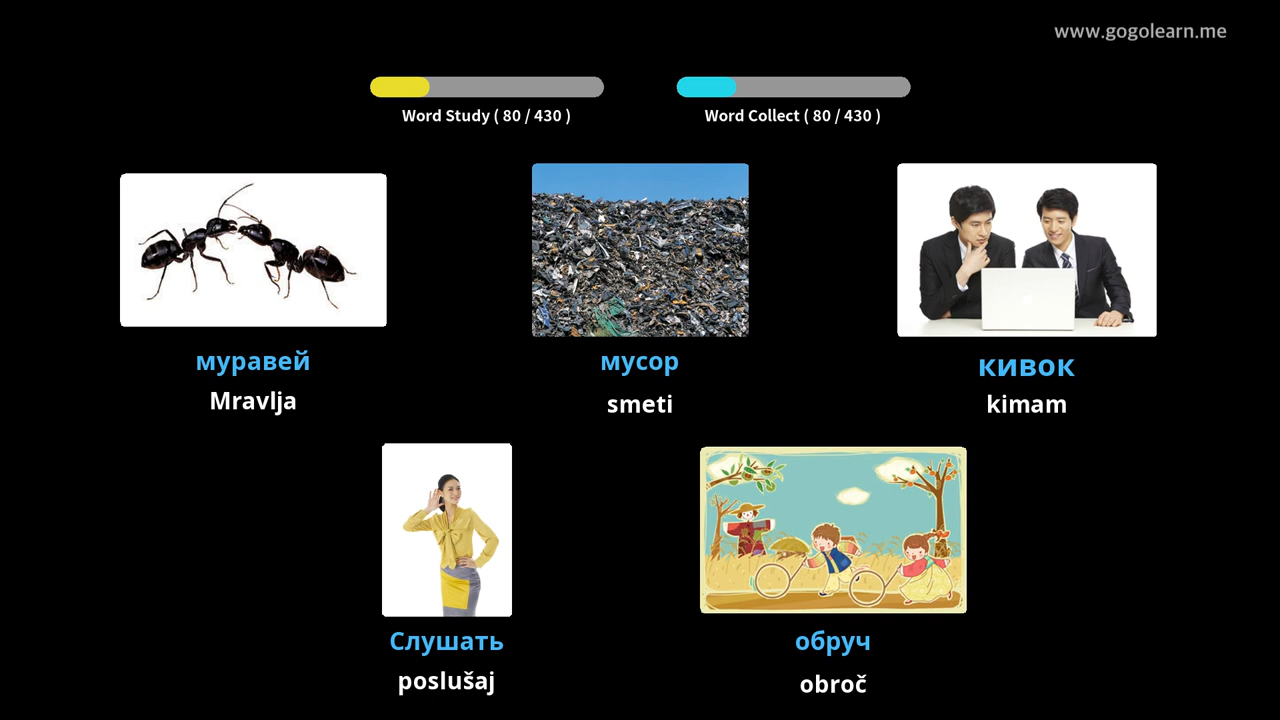 www.gogolearn.me
Word Study ( 80 / 430 )
Word Collect ( 80 / 430 )
муравей
Mravlja
мусор
smeti
кивок
kimam
Слушать
poslušaj
обруч
obroč